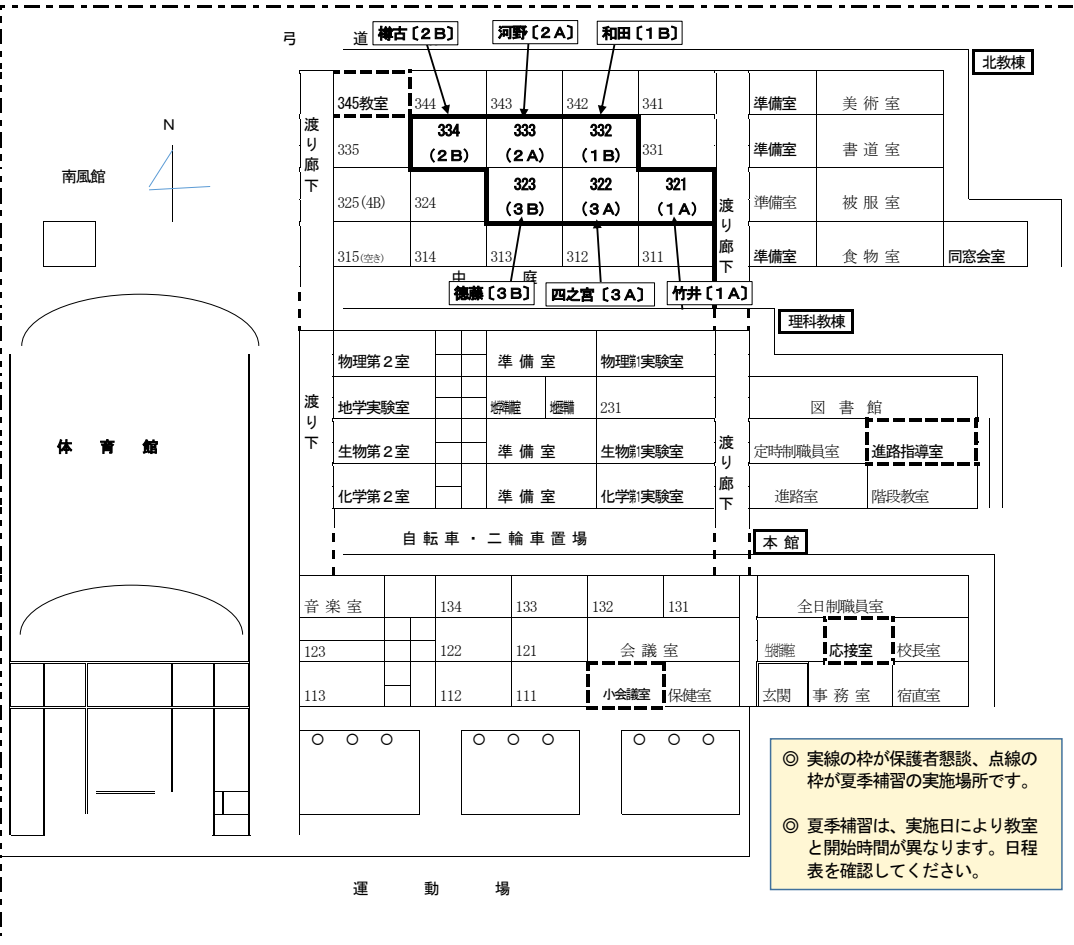 弓 道
樽古〔２Ｂ〕
河野〔２Ａ〕
和田〔１Ｂ〕
北教棟
345教室
344
343
342
341
準備室
美術室
渡り廊下
335
334
（２Ｂ）
333
（２Ａ）
332
（１Ｂ）
331
準備室
書道室
N
南風館
325(4B)
324
323
（３Ｂ）
322
（３Ａ）
321
（１Ａ）
渡り廊下
準備室
被服室
315(空き)
314
313
312
311
準備室
食物室
同窓会室
中 庭
德藤〔３Ｂ〕
四之宮〔３Ａ〕
竹井〔１Ａ〕
理科教棟
物理第２室
準備室
物理第1実験室
渡り下
地学実験室
231
図書館
体育館
生物第２室
準備室
生物第1実験室
渡り廊下
定時制職員室
進路指導室
化学第２室
準備室
化学第1実験室
進路室
階段教室
自転車・二輪車置場
本館
音楽室
134
133
132
131
全日制職員室
123
122
121
会議室
応接室
校長室
113
112
111
小会議室
保健室
玄関
事務室
宿直室
○ ○ ○
○ ○ ○
○ ○ ○
◎ 実線の枠が保護者懇談、点線の
枠が夏季補習の実施場所です。
◎ 夏季補習は、実施日により教室
と開始時間が異なります。日程
表を確認してください。
運動場